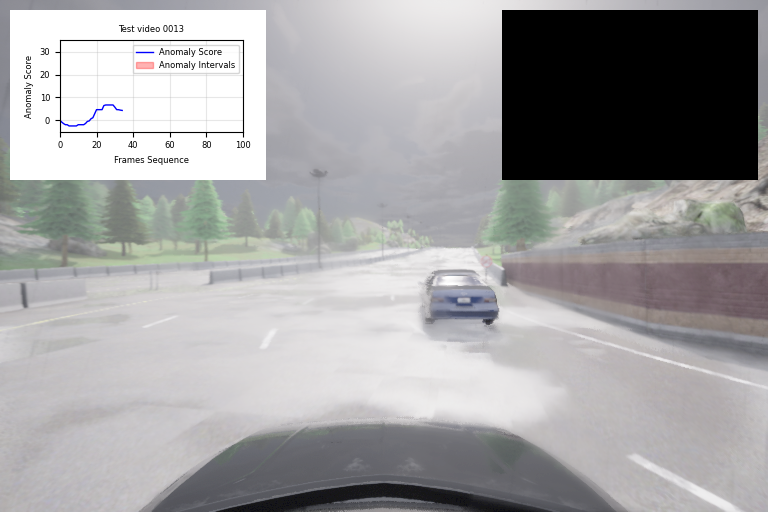 Test video 0013
Anomaly Score
Anomaly Intervals
30
20
10
0
Anomaly Score
0 20 40 60 80 100
Frames Sequence